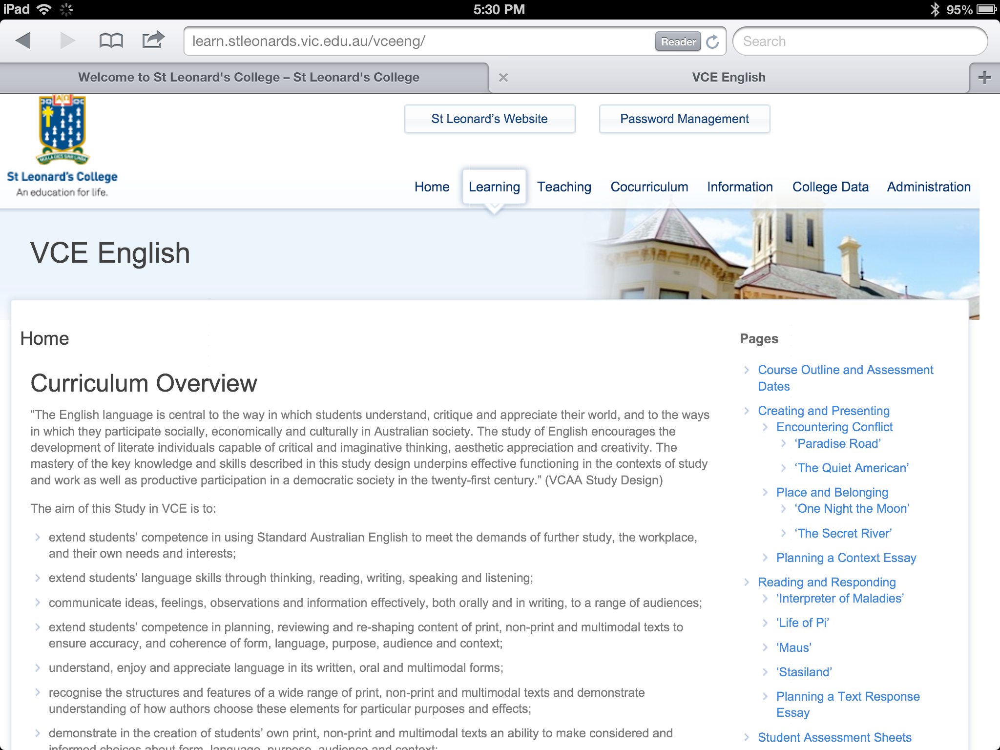 iPad
5:30 PM
95%
learn.stleonards.vic.edu.au/vceeng/
Reader
Search
Welcome to St Leonard's College – St Leonard's College
VCE English
ΑΩ
NULLA DIES SINE LINEA
St Leonard's College
An education for life.
St Leonard’s Website
Password Management
Home
Learning
Teaching
Cocurriculum
Information
College Data
Administration
VCE English
Home
Curriculum Overview
“The English language is central to the way in which students understand, critique and appreciate their world, and to the ways
in which they participate socially, economically and culturally in Australian society. The study of English encourages the
development of literate individuals capable of critical and imaginative thinking, aesthetic appreciation and creativity. The
mastery of the key knowledge and skills described in this study design underpins effective functioning in the contexts of study
and work as well as productive participation in a democratic society in the twenty-first century.” (VCAA Study Design)
The aim of this Study in VCE is to:
extend students’ competence in using Standard Australian English to meet the demands of further study, the workplace,
and their own needs and interests;
extend students’ language skills through thinking, reading, writing, speaking and listening;
communicate ideas, feelings, observations and information effectively, both orally and in writing, to a range of audiences;
extend students’ competence in planning, reviewing and re-shaping content of print, non-print and multimodal texts to
ensure accuracy, and coherence of form, language, purpose, audience and context;
understand, enjoy and appreciate language in its written, oral and multimodal forms;
recognise the structures and features of a wide range of print, non-print and multimodal texts and demonstrate
understanding of how authors choose these elements for particular purposes and effects;
demonstrate in the creation of students’ own print, non-print and multimodal texts an ability to make considered and
informed choices about form, language, purpose, audience and context;
Pages
Course Outline and Assessment
Dates
Creating and Presenting
Encountering Conflict
‘Paradise Road’
‘The Quiet American’
Place and Belonging
‘One Night the Moon’
‘The Secret River’
Planning a Context Essay
Reading and Responding
‘Interpreter of Maladies’
‘Life of Pi’
‘Maus’
‘Stasiland’
Planning a Text Response
Essay
Student Assessment Sheets